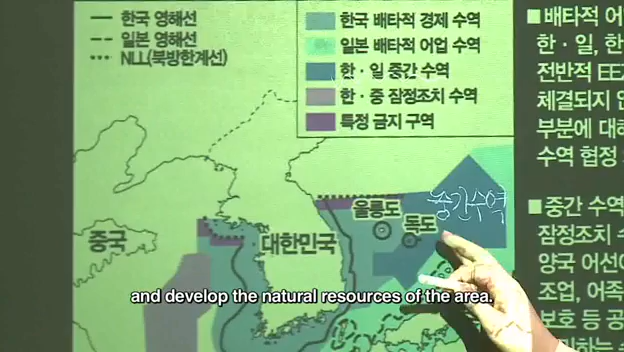 한국 영해선
일본 영해선
NLL(북방한계선)
한국 배타적 경제 수역
일본 배타적 어업 수역
한·일 중간 수역
한·중 잠정조치 수역
특정 금지 구역
■배타적 어
한·일, 한
전반적 EEZ
체결되지 않
부분에 대해
수역 협정
■중간 수역
잠정조치 수
양국 어선이
조업, 어족
보호 등 공
울릉도
독도
중간수역
중국
대한민국
and develop the natural resources of the area.